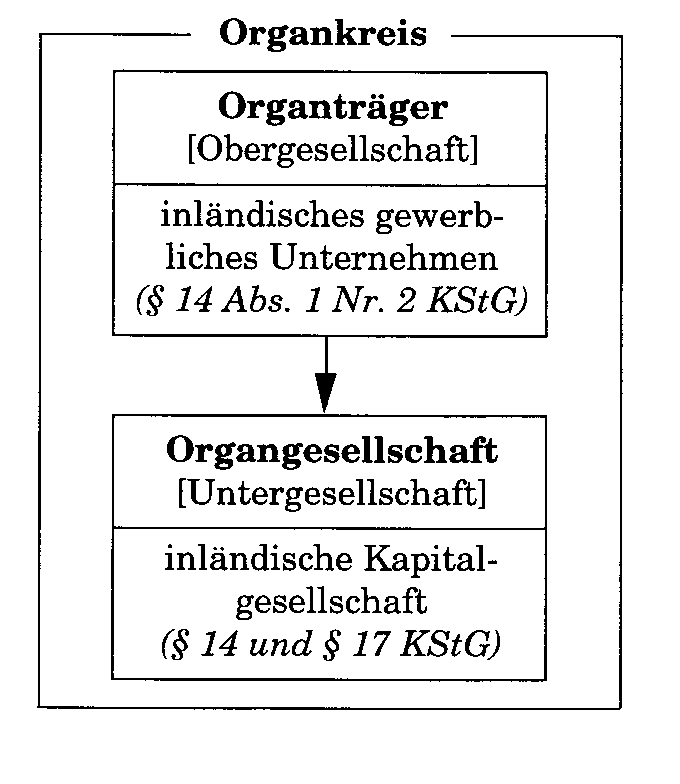 Organkreis
Organträger
[Obergesellschaft]
inländisches gewerb-
liches Unternehmen
(§ 14 Abs. 1 Nr. 2 KStG)
Organgesellschaft
[Untergesellschaft]
inländische Kapital-
gesellschaft
(§ 14 und § 17 KStG)